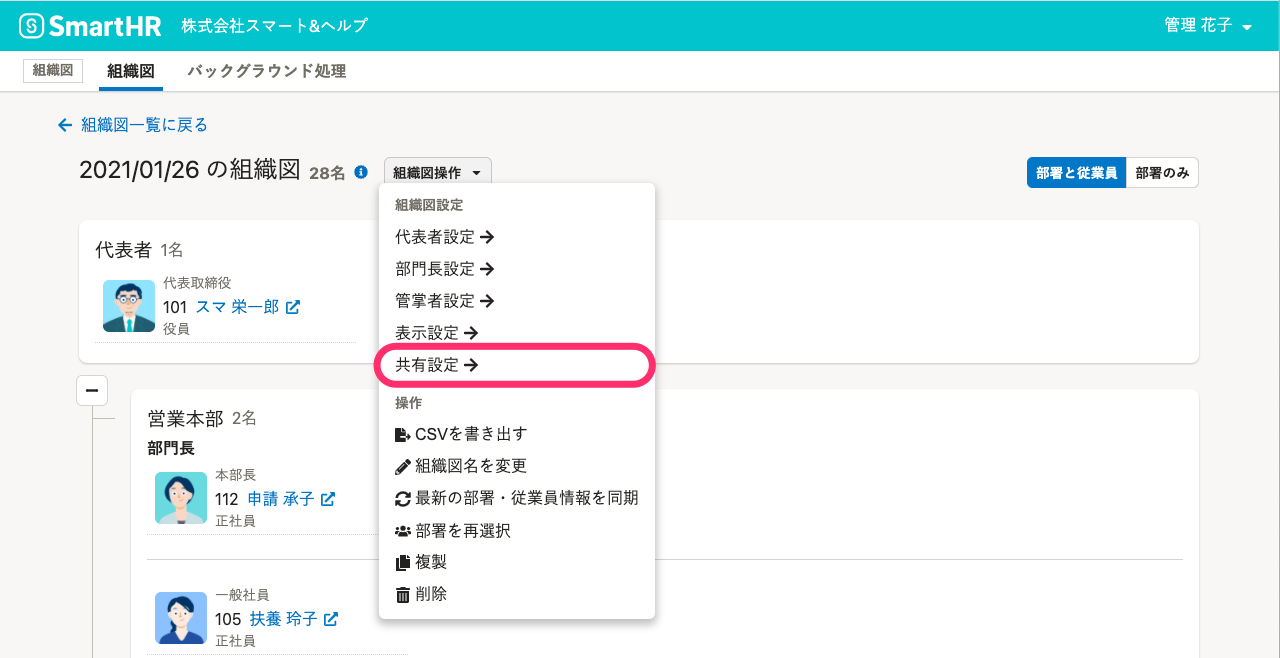 SmartHR 株式会社スマート&ヘルプ 管理 花子
組織図 組織図 バックグラウンド処理
組織図一覧に戻る
2021/01/26 の組織図 28名 組織図操作 部署と従業員 部署のみ
組織図設定
代表者設定
部門長設定
管掌者設定
表示設定
共有設定
操作
CSVを書き出す
組織図名を変更
最新の部署・従業員情報を同期
部署を再選択
複製
削除
代表者 1名
代表取締役
101 スマ 栄一郎
役員
営業本部 2名
部門長
本部長
112 申請 承子
正社員
一般社員
105 扶養 玲子
正社員